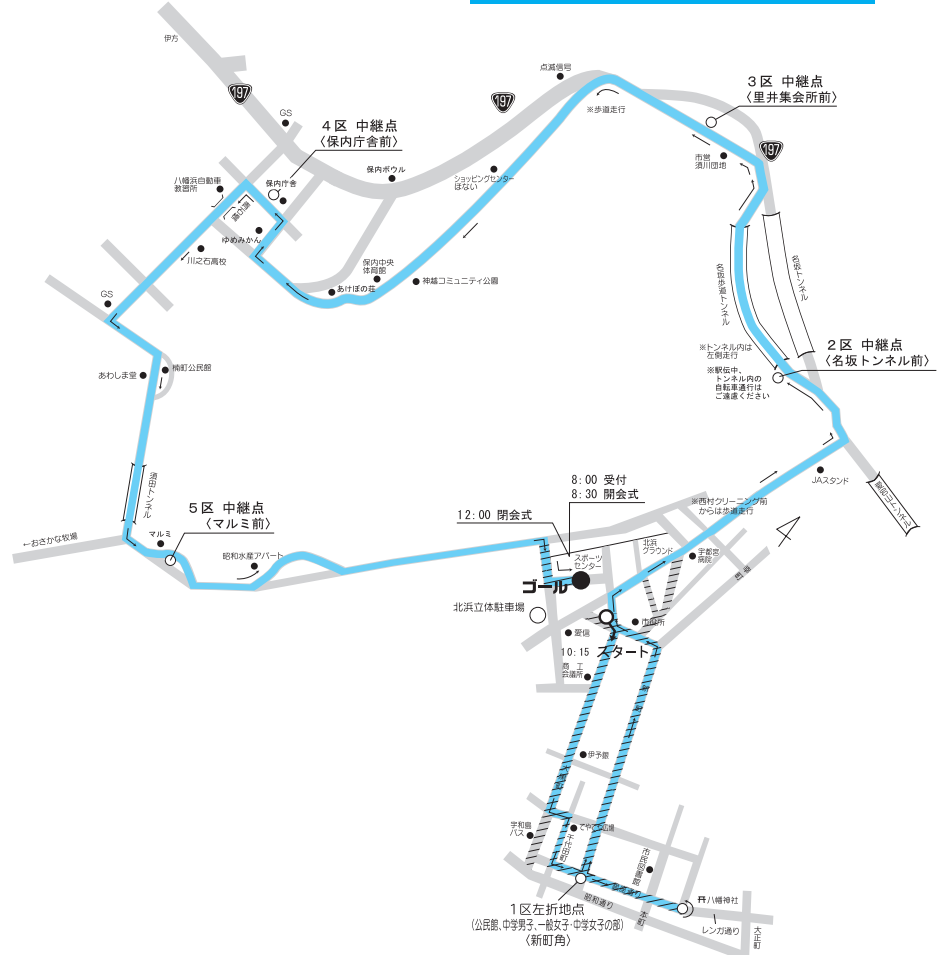 伊方
197
GS
点滅信号
197
※歩道走行
3区 中継点
〈里井集会所前〉
197
市営
須川団地
4区 中継点
〈保内庁舎前〉
八幡浜自動車
教習所
保内庁舎
保内ボウル
ショッピングセンター
ほない
ゆめみかん
川之石高校
保内中央
体育館
あけぼの荘
神越コミュニティ公園
GS
あわしま堂
楠町公民館
名坂歩道トンネル
名坂トンネル
※トンネル内は
左側走行
※駅伝中、
トンネル内の
自転車通行は
ご遠慮ください
2区 中継点
〈名坂トンネル前〉
JAスタンド
須田トンネル
5区 中継点
〈マルミ前〉
マルミ
←おさかな牧場
昭和水産アパート
8:00 受付
8:30 開会式
12:00 閉会式
※西村クリーニング前
からは歩道走行
北浜
グラウンド
宇都宮
病院
スポーツ
センター
ゴール
北浜立体駐車場
市役所
愛信
10:15 スタート
商工
会議所
伊予銀
宇和島
バス
てやてや広場
千代田町
市民図書館
1区左折地点
(公民館、中学男子、一般女子・中学女子の部)
〈新町角〉
昭和通り
本町
八幡神社
レンガ通り
大正町